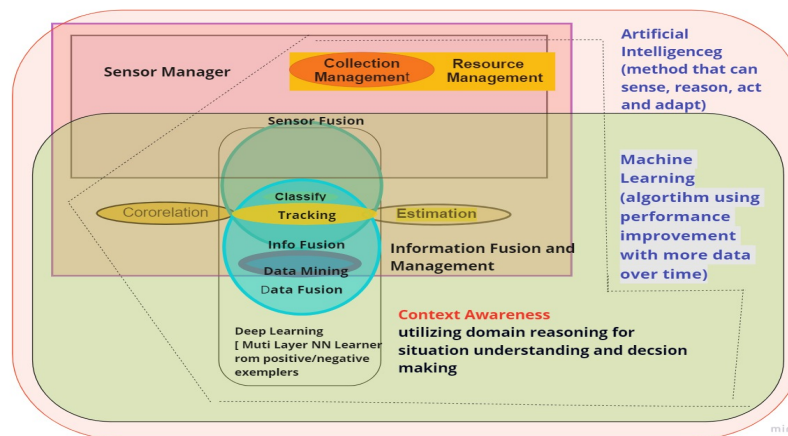 Artificial
Intelligenceg
(method that can
sense, reason, act
and adapt)
Sensor Manager
Collection
Management
Resource
Management
Sensor Fusion
Machine
Learning
(algortihm using
performance
improvement
with more data
over time)
Classify
Cororelation
Tracking
Estimation
Info Fusion
Information Fusion and
Management
Data Mining
Data Fusion
Context Awareness
utilizing domain reasoning for
situation understanding and decsion
making
Deep Learning
[ Muti Layer NN Learner
rom positive/negative
exemplers